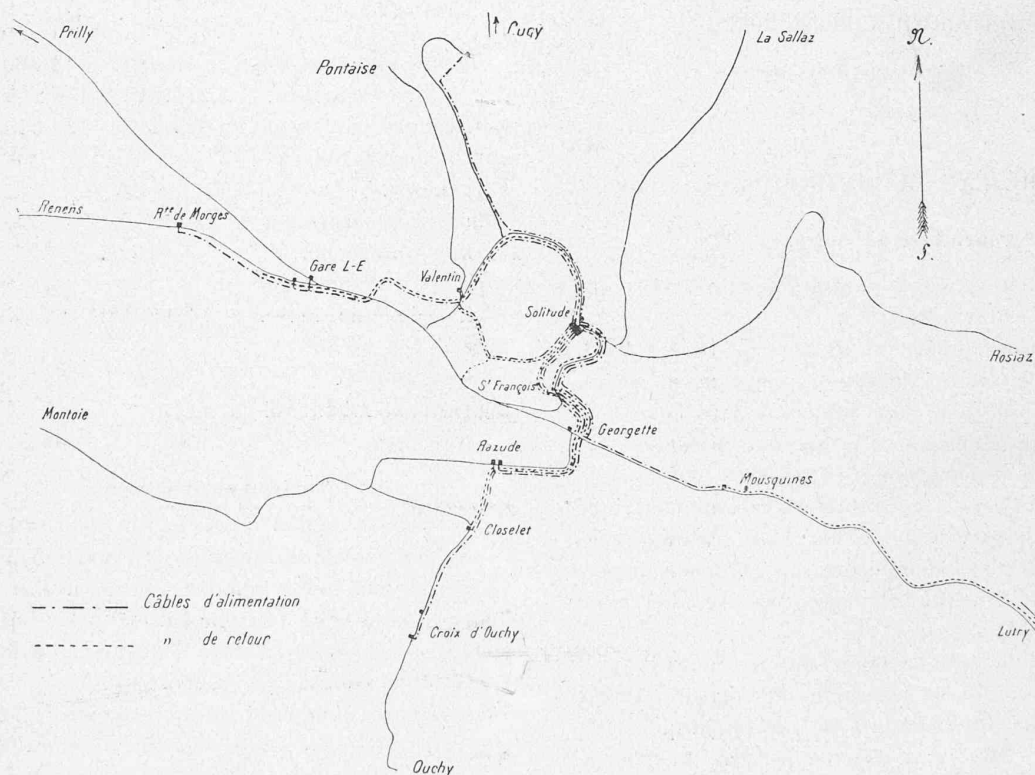 Prilly
Cugy
La Sallaz
N.
Pontaise
Renens
Rte de Morges
Gare L-E
Valentin
S.
Solitude
Rosiaz
St François
Montoie
Georgette
Razude
Mousquines
Closelet
Câbles d'alimentation
" de retour
Croix d'Ouchy
Lutry
Ouchy